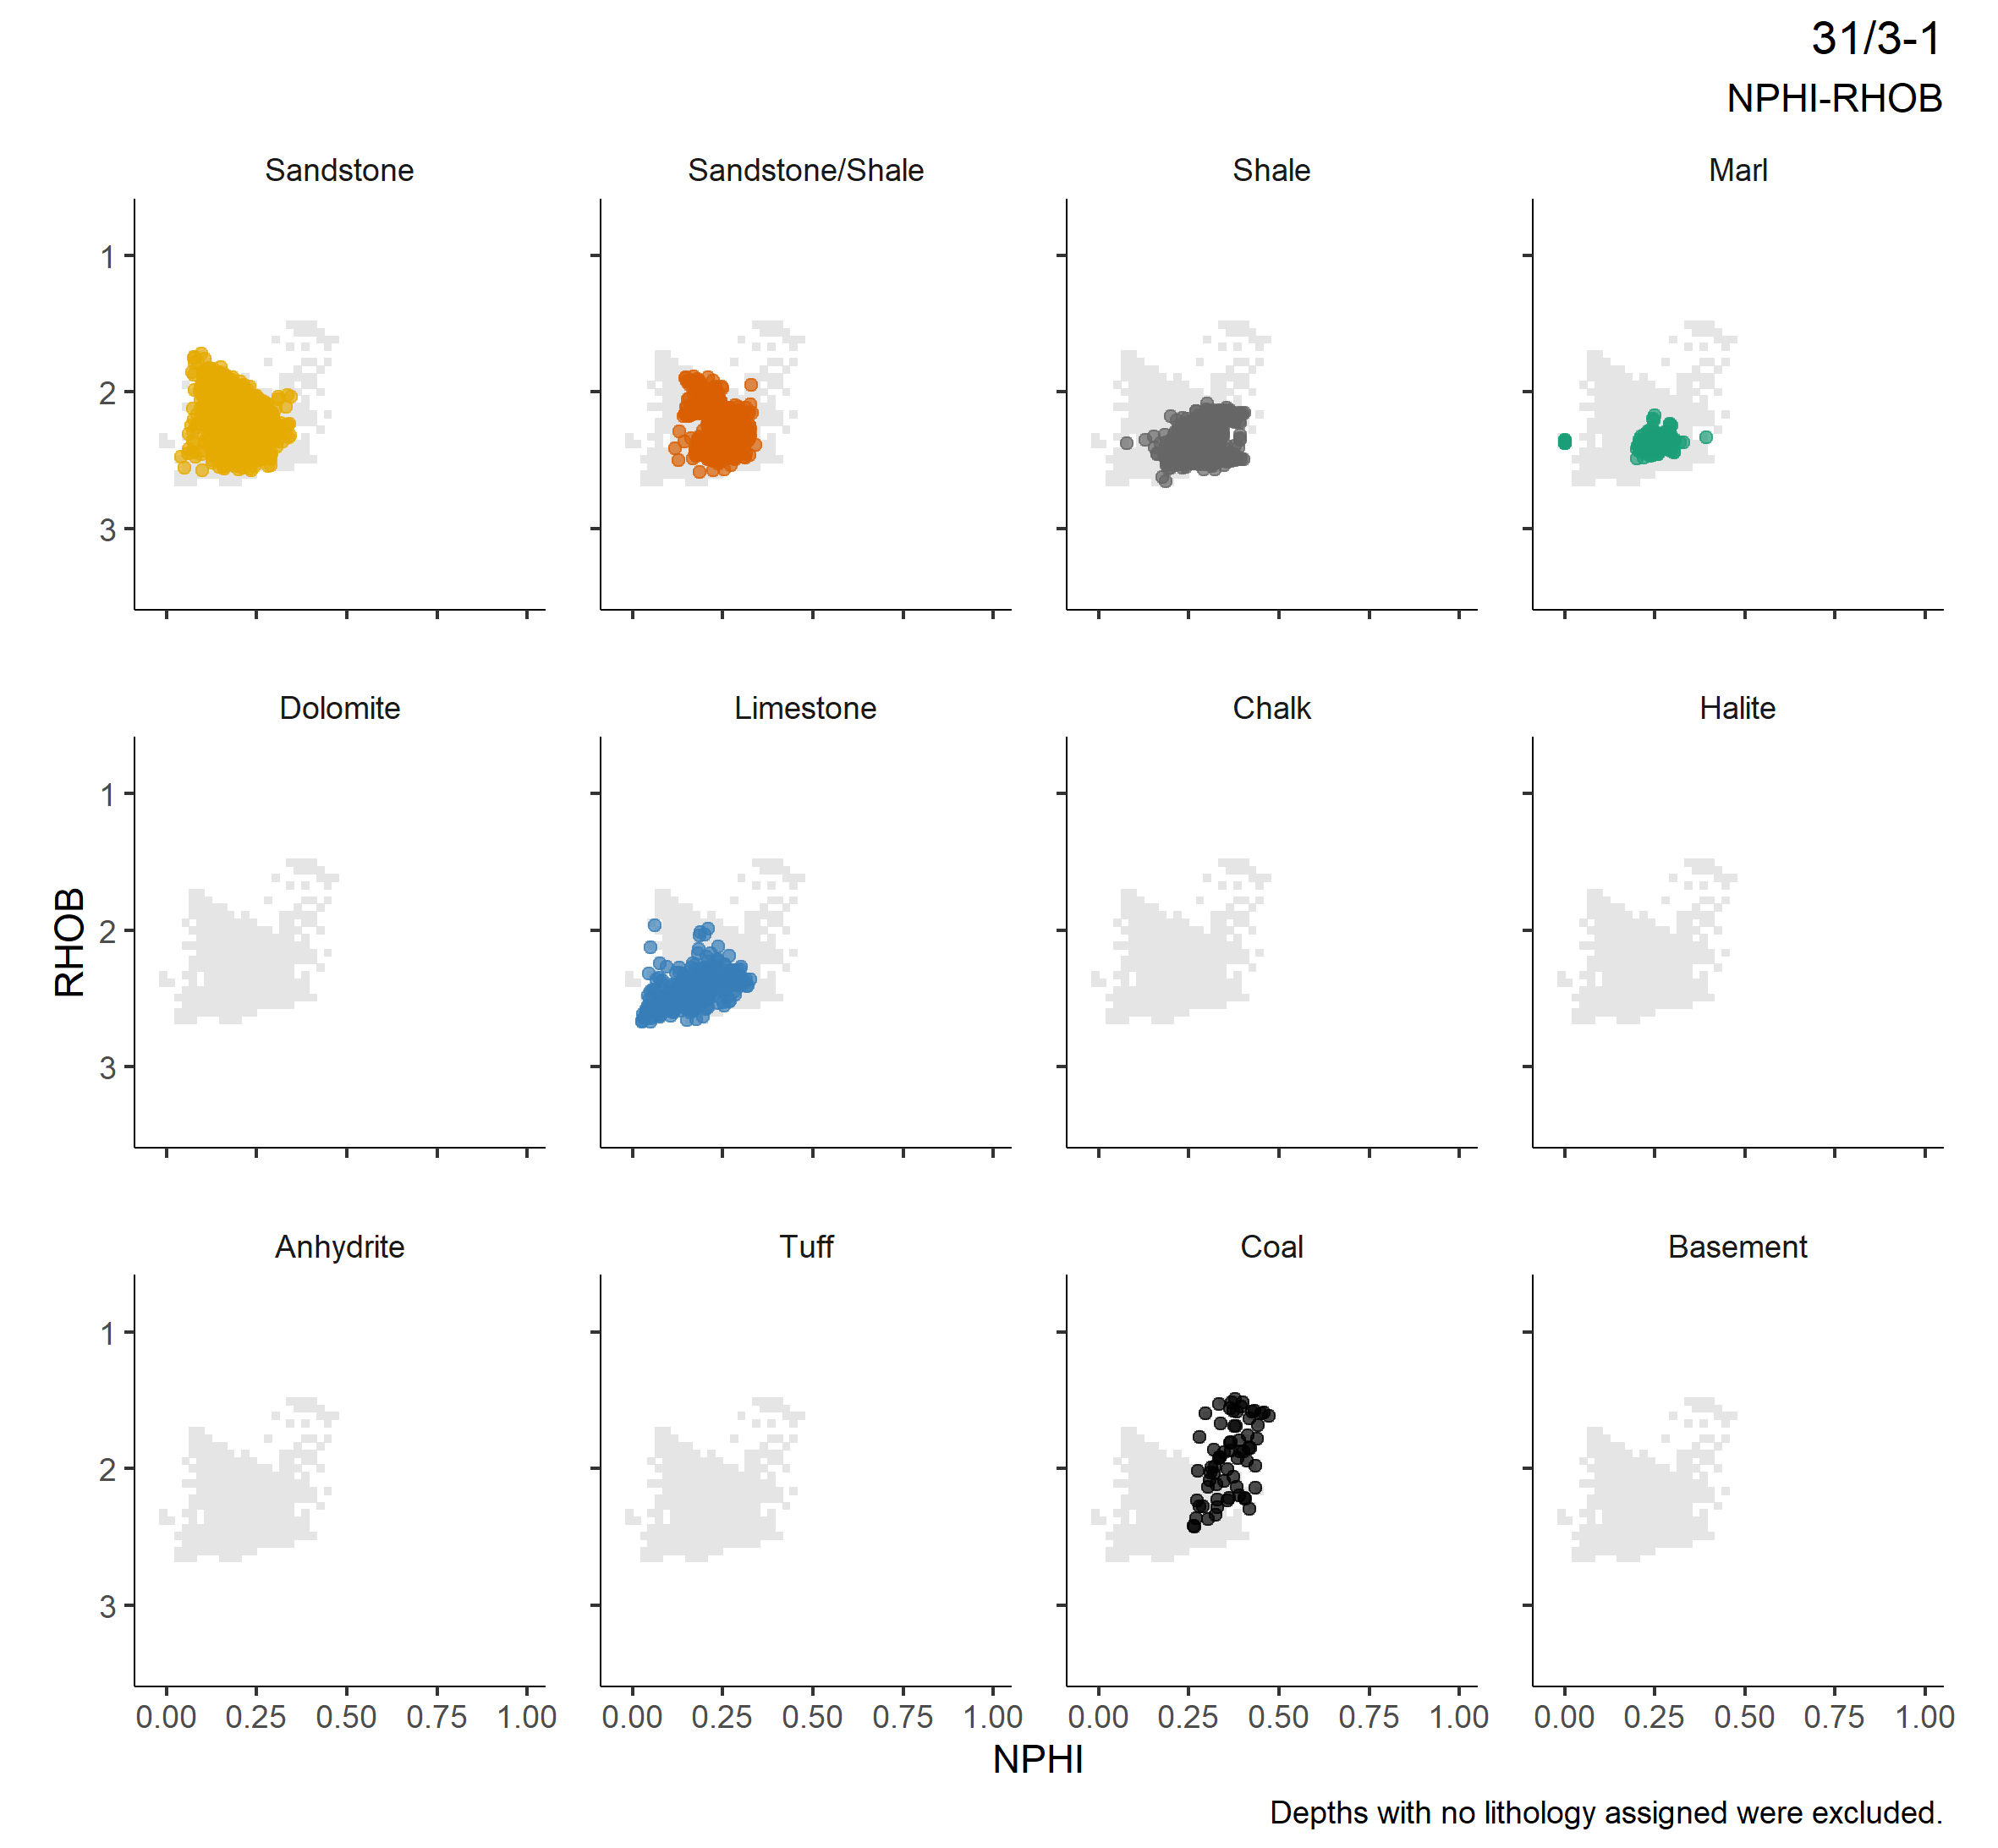 31/3-1
NPHI-RHOB
Sandstone
Sandstone/Shale
Shale
Marl
1
2
3
Dolomite
Limestone
Chalk
Halite
RHOB
1
2
3
Anhydrite
Tuff
Coal
Basement
1
2
3
0.00 0.25 0.50 0.75 1.00
0.00 0.25 0.50 0.75 1.00
0.00 0.25 0.50 0.75 1.00
0.00 0.25 0.50 0.75 1.00
NPHI
Depths with no lithology assigned were excluded.